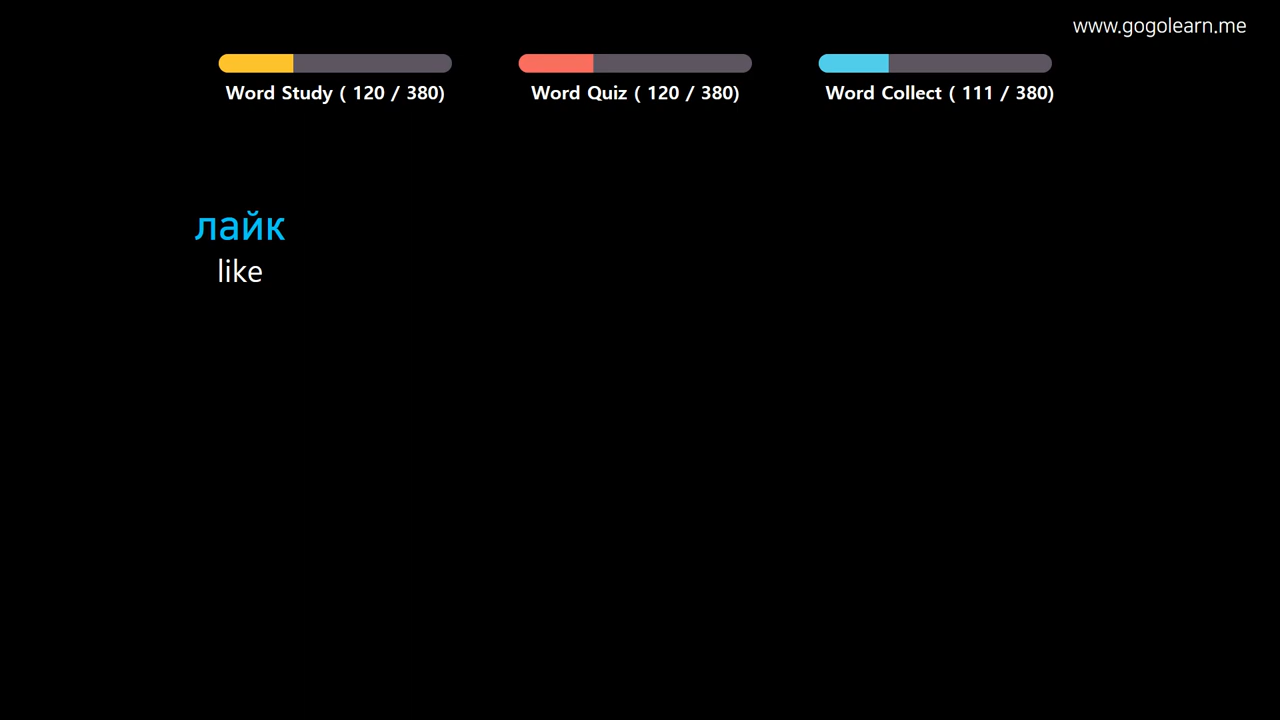 www.gogolearn.me
Word Study ( 120 / 380)
Word Quiz ( 120 / 380)
Word Collect ( 111 / 380)
лайк
like